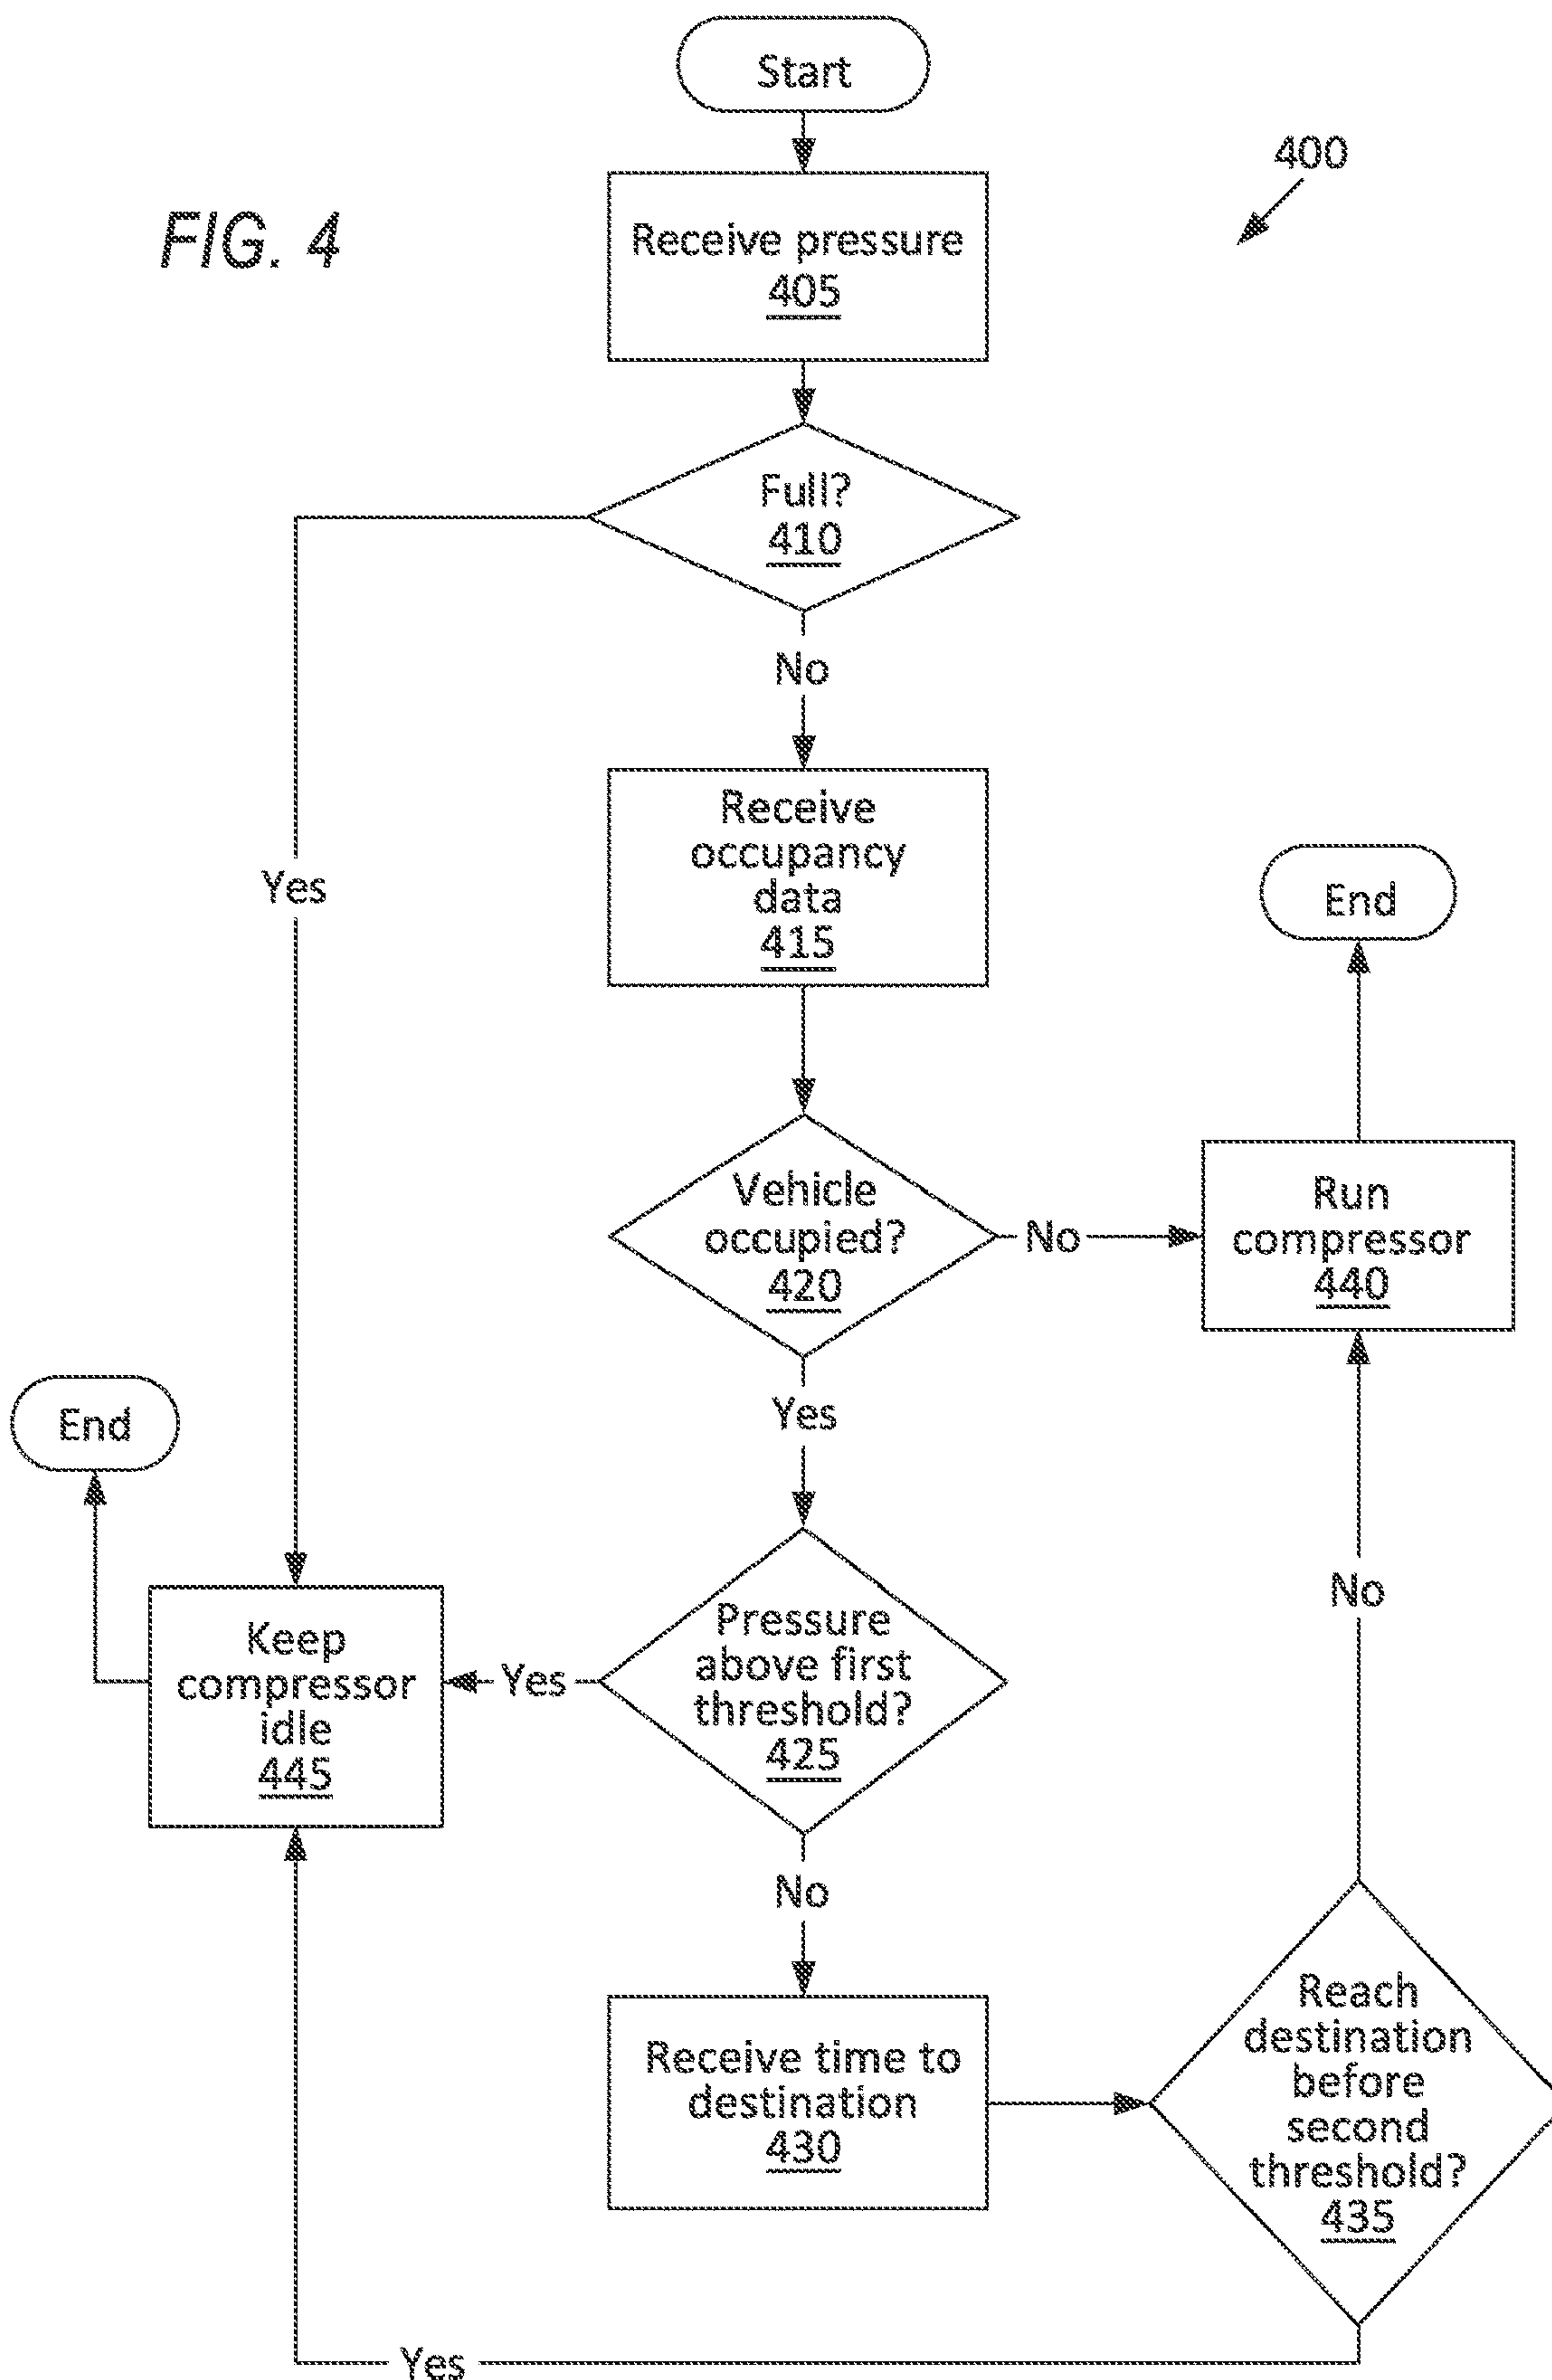 Start
400
FIG. 4
Receive pressure
405
Full?
410
No
Receive
occupancy
data
415
Yes
End
Vehicle
occupied?
420
No
Run
compressor
440
Yes
End
Pressure
above first
threshold?
425
Yes
Keep
compressor
idle
445
No
No
Receive time to
destination
430
Reach
destination
before
second
threshold?
435
Yes